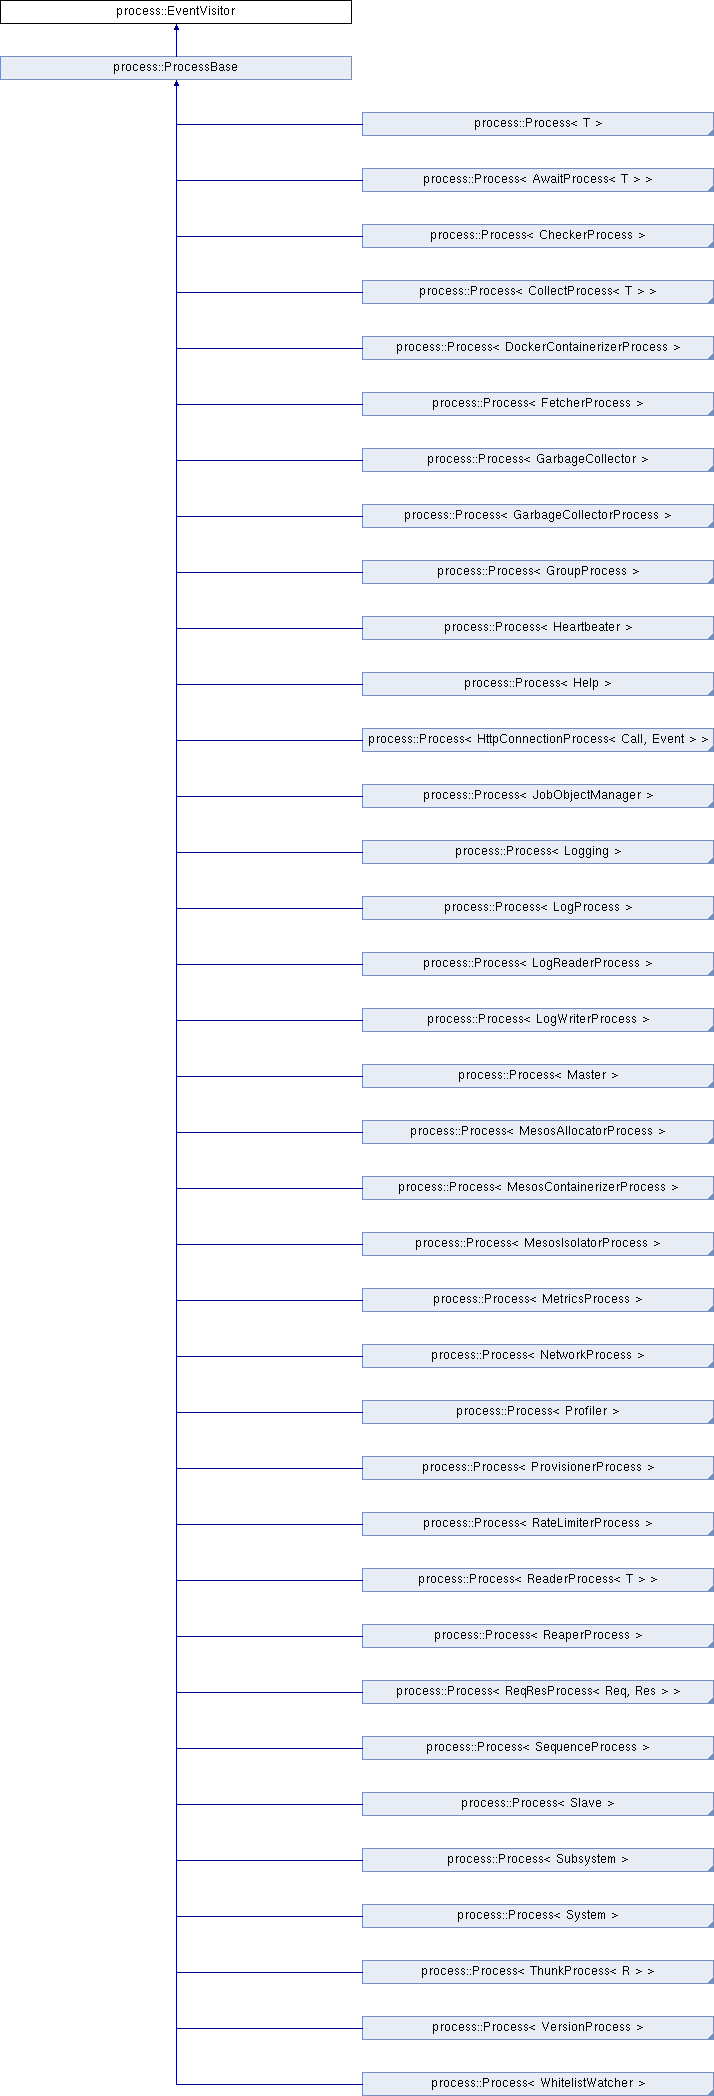 process::EventVisitor
process::ProcessBase
process::Process< T >
process::Process< AwaitProcess< T > >
process::Process< CheckerProcess >
process::Process< CollectProcess< T > >
process::Process< DockerContainerizerProcess >
process::Process< FetcherProcess >
process::Process< GarbageCollector >
process::Process< GarbageCollectorProcess >
process::Process< GroupProcess >
process::Process< Heartbeater >
process::Process< Help >
process::Process< HttpConnectionProcess< Call, Event > >
process::Process< JobObjectManager >
process::Process< Logging >
process::Process< LogProcess >
process::Process< LogReaderProcess >
process::Process< LogWriterProcess >
process::Process< Master >
process::Process< MesosAllocatorProcess >
process::Process< MesosContainerizerProcess >
process::Process< MesosIsolatorProcess >
process::Process< MetricsProcess >
process::Process< NetworkProcess >
process::Process< Profiler >
process::Process< ProvisionerProcess >
process::Process< RateLimiterProcess >
process::Process< ReaderProcess< T > >
process::Process< ReaperProcess >
process::Process< ReqResProcess< Req, Res > >
process::Process< SequenceProcess >
process::Process< Slave >
process::Process< Subsystem >
process::Process< System >
process::Process< ThunkProcess< R > >
process::Process< VersionProcess >
process::Process< WhitelistWatcher >